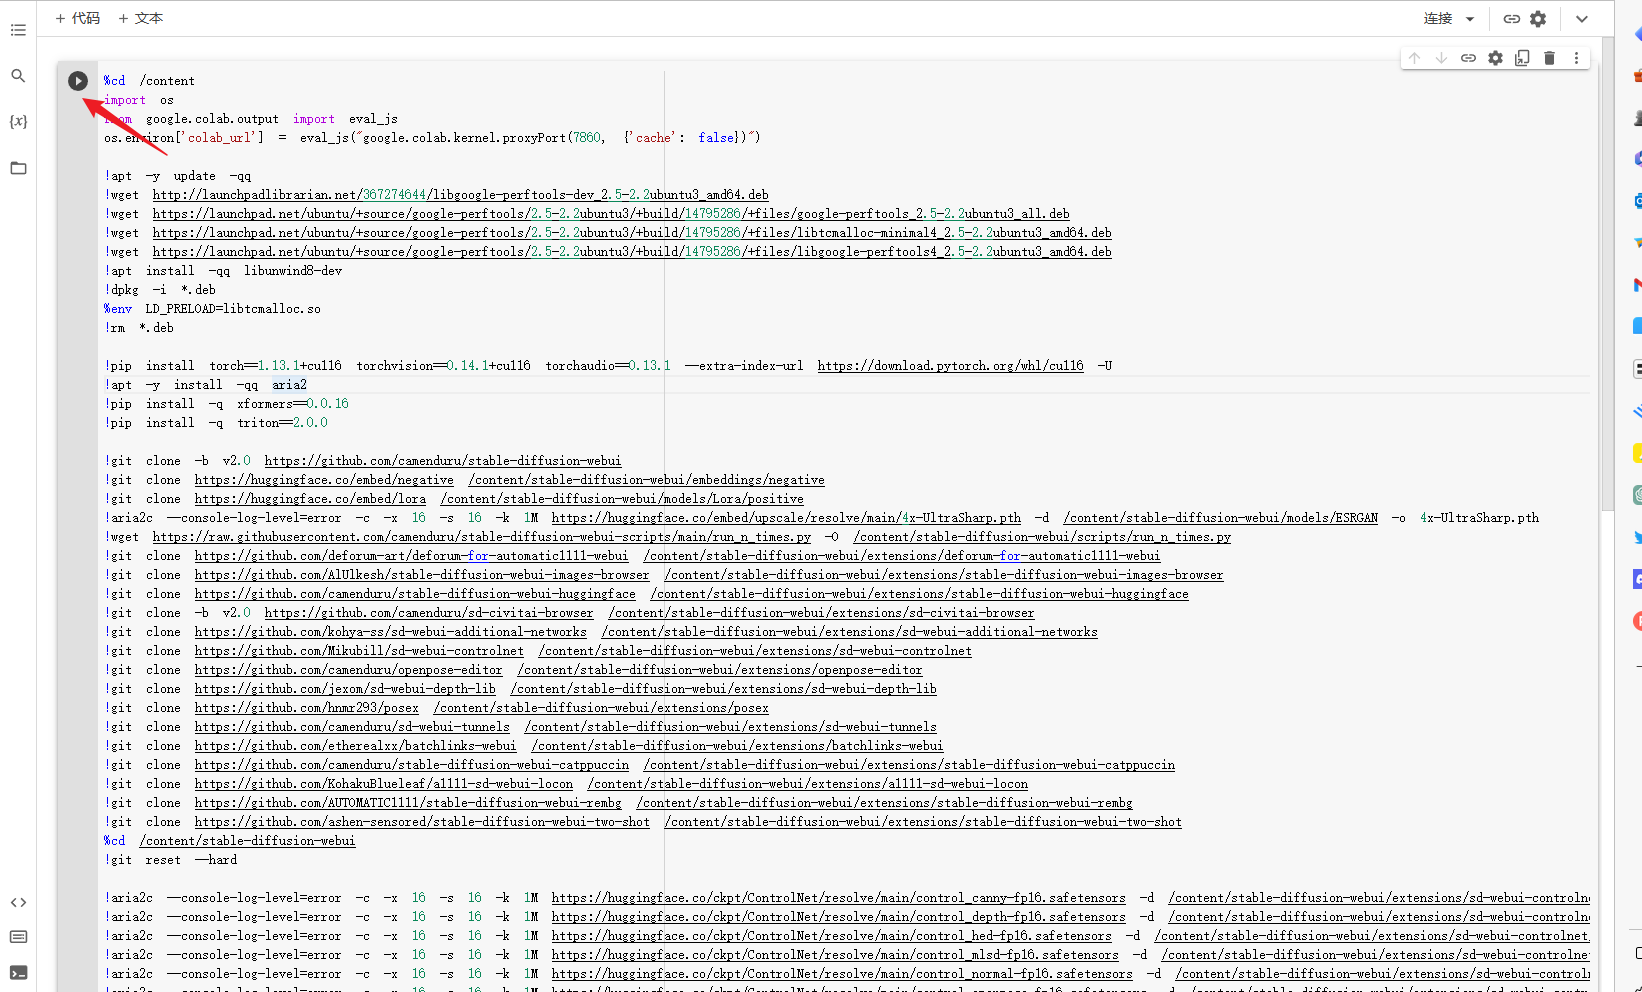 + 代码 + 文本 连接
%cd /content
import os
from google.colab.output import eval_js
os.environ['colab_url'] = eval_js("google.colab.kernel.proxyPort(7860, {'cache': false})")
!apt -y update -qq
!wget http://launchpadlibrarian.net/367274644/libgoogle-perftools-dev_2.5-2.2ubuntu3_amd64.deb
!wget https://launchpad.net/ubuntu/+source/google-perftools/2.5-2.2ubuntu3/+build/14795286/+files/google-perftools_2.5-2.2ubuntu3_all.deb
!wget https://launchpad.net/ubuntu/+source/google-perftools/2.5-2.2ubuntu3/+build/14795286/+files/libtcmalloc-minimal4_2.5-2.2ubuntu3_amd64.deb
!wget https://launchpad.net/ubuntu/+source/google-perftools/2.5-2.2ubuntu3/+build/14795286/+files/libgoogle-perftools4_2.5-2.2ubuntu3_amd64.deb
!apt install -qq libunwind8-dev
!dpkg -i *.deb
%env LD_PRELOAD=libtcmalloc.so
!rm *.deb
!pip install torch==1.13.1+cu116 torchvision==0.14.1+cu116 torchaudio==0.13.1 --extra-index-url https://download.pytorch.org/whl/cu116 -U
!apt -y install -qq aria2
!pip install -q xformers==0.0.16
!pip install -q triton==2.0.0
!git clone -b v2.0 https://github.com/camenduru/stable-diffusion-webui
!git clone https://huggingface.co/embed/negative /content/stable-diffusion-webui/embeddings/negative
!git clone https://huggingface.co/embed/lora /content/stable-diffusion-webui/models/Lora/positive
!aria2c --console-log-level=error -c -x 16 -s 16 -k 1M https://huggingface.co/embed/upscale/resolve/main/4x-UltraSharp.pth -d /content/stable-diffusion-webui/models/ESRGAN -o 4x-UltraSharp.pth
!wget https://raw.githubusercontent.com/camenduru/stable-diffusion-webui-scripts/main/run_n_times.py -O /content/stable-diffusion-webui/scripts/run_n_times.py
!git clone https://github.com/deforum-art/deforum-for-automatic1111-webui /content/stable-diffusion-webui/extensions/deforum-for-automatic1111-webui
!git clone https://github.com/AlUlkesh/stable-diffusion-webui-images-browser /content/stable-diffusion-webui/extensions/stable-diffusion-webui-images-browser
!git clone https://github.com/camenduru/stable-diffusion-webui-huggingface /content/stable-diffusion-webui/extensions/stable-diffusion-webui-huggingface
!git clone -b v2.0 https://github.com/camenduru/sd-civitai-browser /content/stable-diffusion-webui/extensions/sd-civitai-browser
!git clone https://github.com/kohya-ss/sd-webui-additional-networks /content/stable-diffusion-webui/extensions/sd-webui-additional-networks
!git clone https://github.com/Mikubill/sd-webui-controlnet /content/stable-diffusion-webui/extensions/sd-webui-controlnet
!git clone https://github.com/camenduru/openpose-editor /content/stable-diffusion-webui/extensions/openpose-editor
!git clone https://github.com/jexom/sd-webui-depth-lib /content/stable-diffusion-webui/extensions/sd-webui-depth-lib
!git clone https://github.com/hnmr293/posex /content/stable-diffusion-webui/extensions/posex
!git clone https://github.com/camenduru/sd-webui-tunnels /content/stable-diffusion-webui/extensions/sd-webui-tunnels
!git clone https://github.com/etherealxx/batchlinks-webui /content/stable-diffusion-webui/extensions/batchlinks-webui
!git clone https://github.com/camenduru/stable-diffusion-webui-catppuccin /content/stable-diffusion-webui/extensions/stable-diffusion-webui-catppuccin
!git clone https://github.com/KohakuBlueleaf/a1111-sd-webui-locon /content/stable-diffusion-webui/extensions/a1111-sd-webui-locon
!git clone https://github.com/AUTOMATIC1111/stable-diffusion-webui-rembg /content/stable-diffusion-webui/extensions/stable-diffusion-webui-rembg
!git clone https://github.com/ashen-sensored/stable-diffusion-webui-two-shot /content/stable-diffusion-webui/extensions/stable-diffusion-webui-two-shot
%cd /content/stable-diffusion-webui
!git reset --hard
!aria2c --console-log-level=error -c -x 16 -s 16 -k 1M https://huggingface.co/ckpt/ControlNet/resolve/main/control_canny-fp16.safetensors -d /content/stable-diffusion-webui/extensions/sd-webui-controln
!aria2c --console-log-level=error -c -x 16 -s 16 -k 1M https://huggingface.co/ckpt/ControlNet/resolve/main/control_depth-fp16.safetensors -d /content/stable-diffusion-webui/extensions/sd-webui-controln
!aria2c --console-log-level=error -c -x 16 -s 16 -k 1M https://huggingface.co/ckpt/ControlNet/resolve/main/control_hed-fp16.safetensors -d /content/stable-diffusion-webui/extensions/sd-webui-controlnet
!aria2c --console-log-level=error -c -x 16 -s 16 -k 1M https://huggingface.co/ckpt/ControlNet/resolve/main/control_mlsd-fp16.safetensors -d /content/stable-diffusion-webui/extensions/sd-webui-controlne
!aria2c --console-log-level=error -c -x 16 -s 16 -k 1M https://huggingface.co/ckpt/ControlNet/resolve/main/control_normal-fp16.safetensors -d /content/stable-diffusion-webui/extensions/sd-webui-control